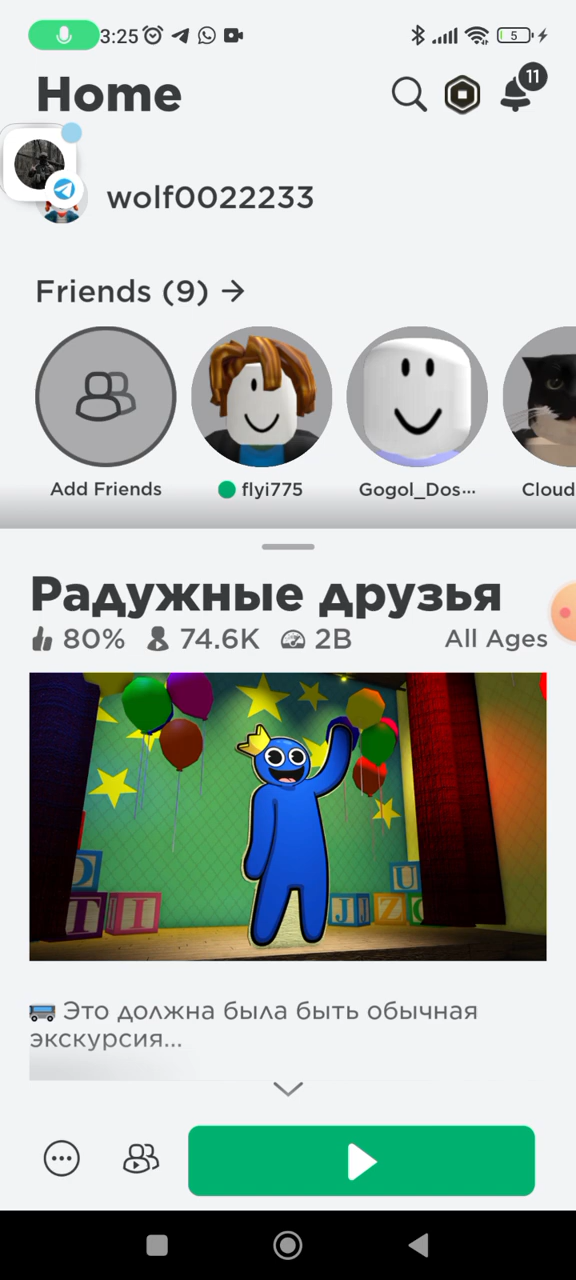 3:25
5
Home
11
wolf0022233
Friends (9) →
Add Friends
flyi775
Gogol_Dos...
Cloud
Радужные друзья
80%
74.6K
2B
All Ages
D
T
I
U
J
Z
C
Это должна была быть обычная
экскурсия...